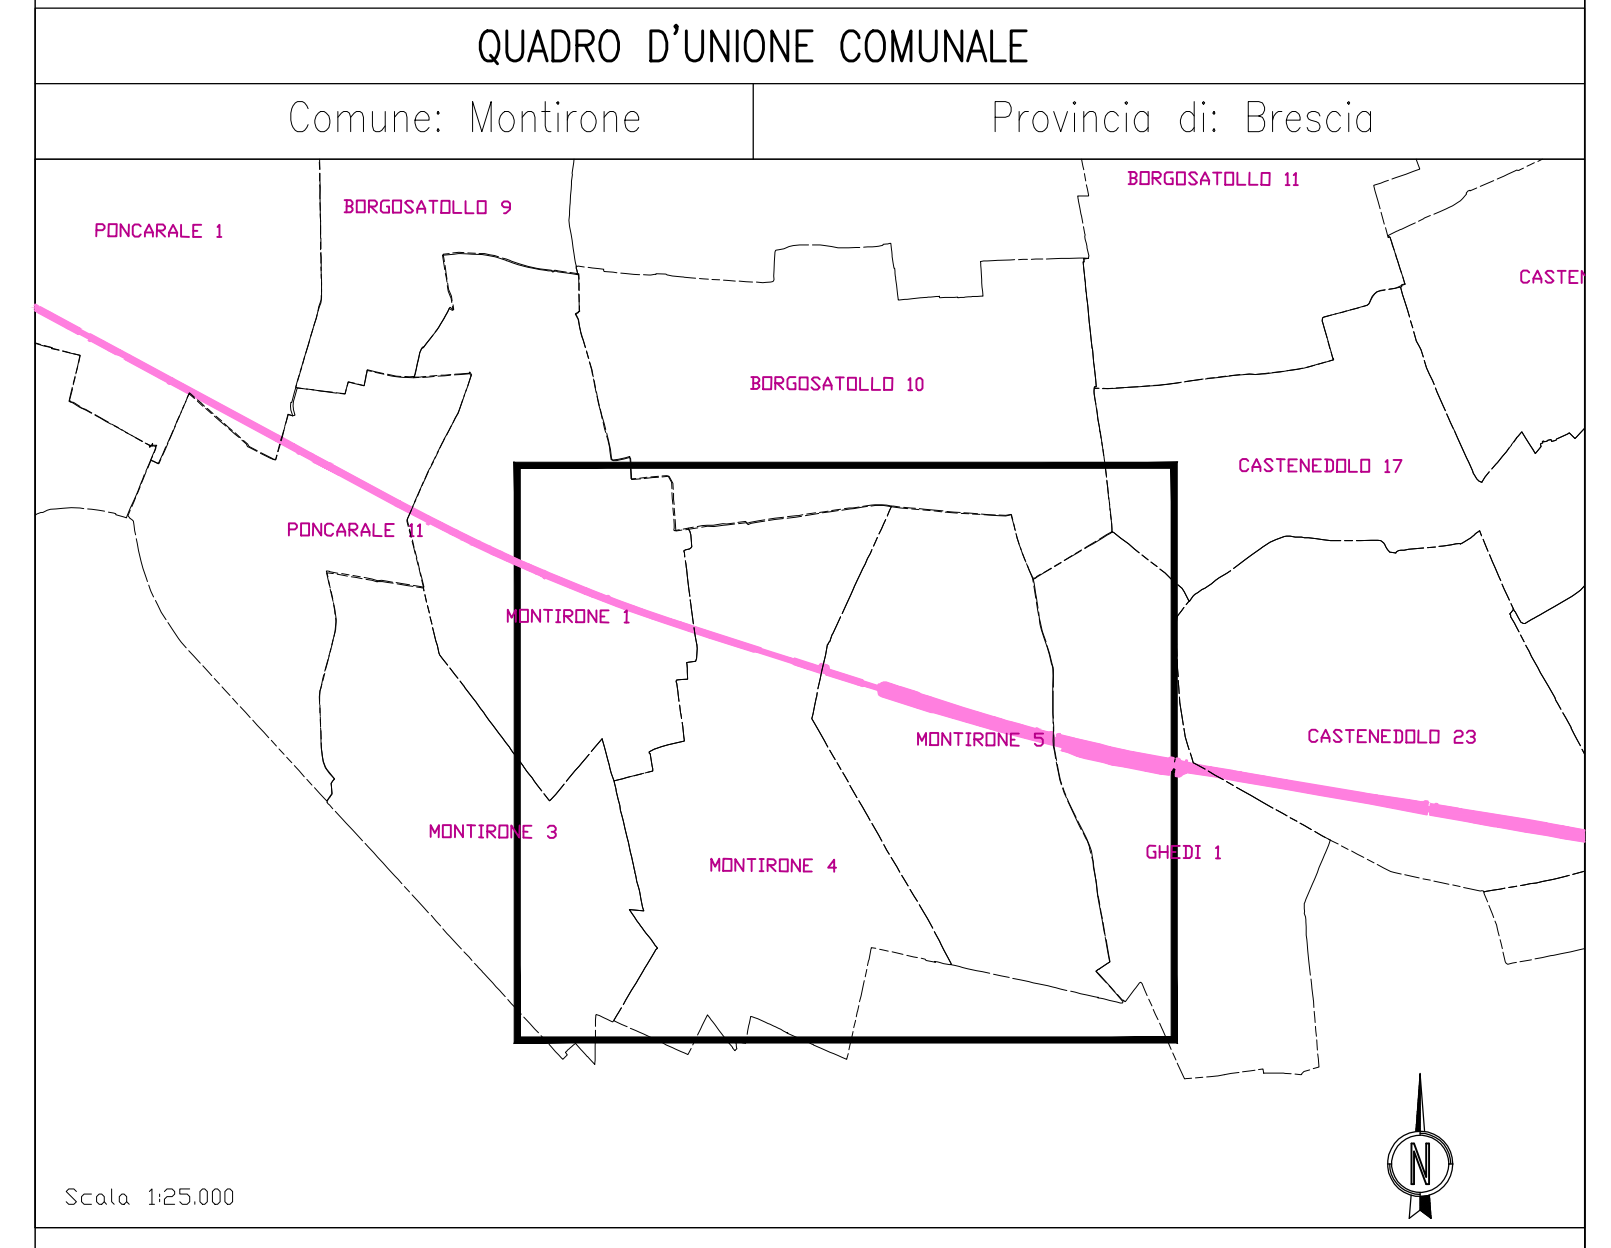 QUADRO D'UNIONE COMUNALE
Comune: Montirone
Provincia di: Brescia
BORGOSATOLLO 11
BORGOSATOLLO 9
PONCARALE 1
CASTEN
BORGOSATOLLO 10
CASTENEDOLO 17
PONCARALE 11
MONTIRONE 1
MONTIRONE 5
CASTENEDOLO 23
MONTIRONE 3
GHEDI 1
MONTIRONE 4
N
Scala 1:25.000